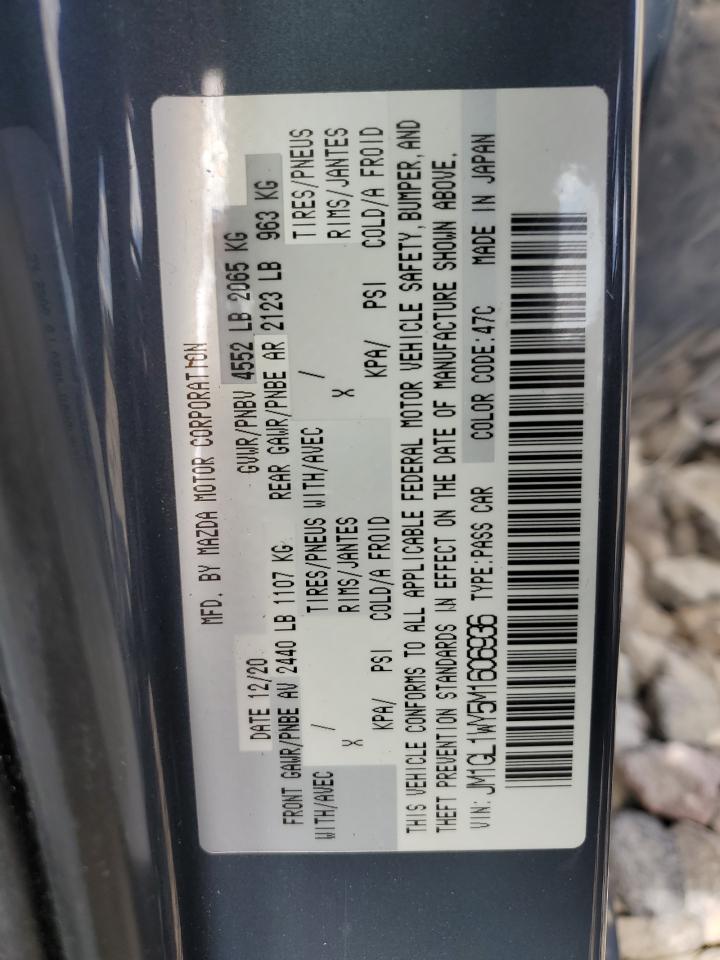 MFD. BY MAZDA MOTOR CORPORATION
DATE 12/20 GVWR/PNBV 4552 LB 2065 KG
FRONT GAWR/PNBE AV 2440 LB 1107 KG REAR GAWR/PNBE AR 2123 LB 963 KG
WITH/AVEC / TIRES/PNEUS WITH/AVEC / TIRES/PNEUS
X RIMS/JANTES X RIMS/JANTES
KPA/ PSI COLD/A FROID KPA/ PSI COLD/A FROID
THIS VEHICLE CONFORMS TO ALL APPLICABLE FEDERAL MOTOR VEHICLE SAFETY, BUMPER, AND
THEFT PREVENTION STANDARDS IN EFFECT ON THE DATE OF MANUFACTURE SHOWN ABOVE.
VIN: JM1GL1WY5M1606936 TYPE:PASS CAR COLOR CODE:47C MADE IN JAPAN